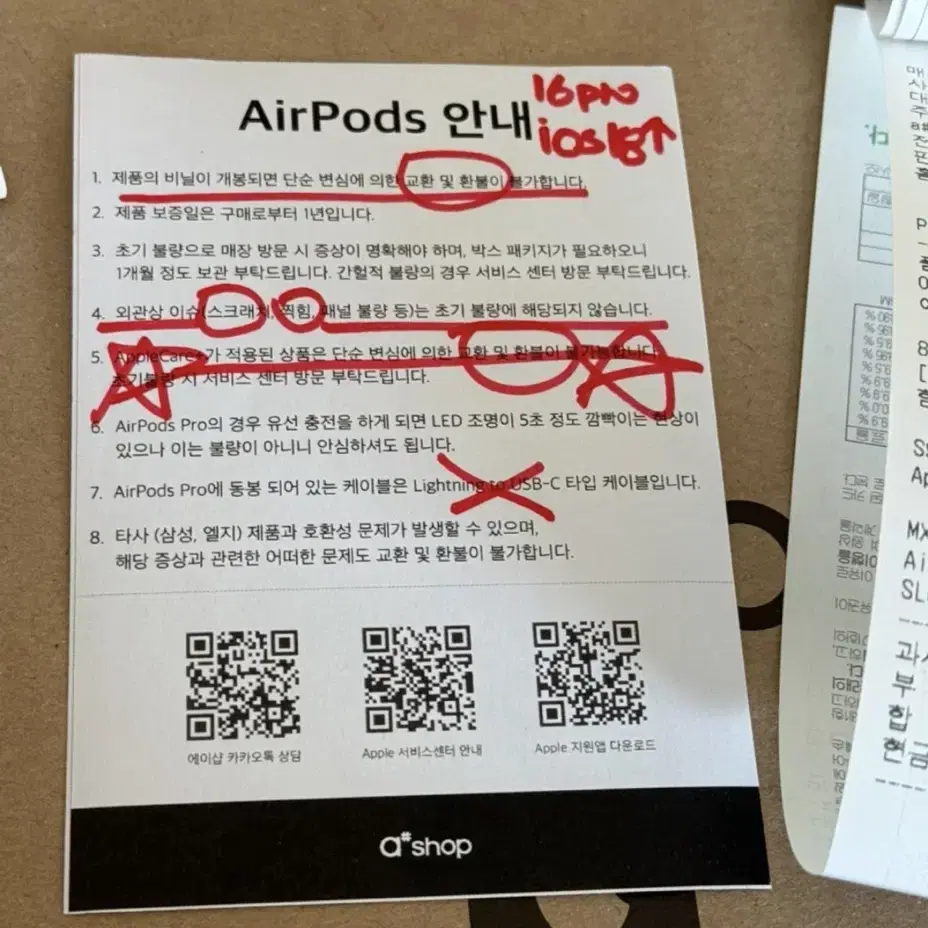 AirPods 안내
16pro
ios 18↑
1. 제품의 비닐이 개봉되면 단순 변심에 의한 교환 및 환불이 불가합니다.
2. 제품 보증일은 구매로부터 1년입니다.
3. 초기 불량으로 매장 방문 시 증상이 명확해야 하며, 박스 패키지가 필요하오니
1개월 정도 보관 부탁드립니다. 간헐적 불량의 경우 서비스 센터 방문 부탁드립니다.
4. 외관상 이슈(스크래치, 찍힘, 패널 불량 등)는 초기 불량에 해당되지 않습니다.
5. AppleCare+가 적용된 상품은 단순 변심에 의한 교환 및 환불이 불가능합니다.
초기불량 시 서비스 센터 방문 부탁드립니다.
6. AirPods Pro의 경우 유선 충전을 하게 되면 LED 조명이 5초 정도 깜빡이는 현상이
있으나 이는 불량이 아니니 안심하셔도 됩니다.
7. AirPods Pro에 동봉 되어 있는 케이블은 Lightning to USB-C 타입 케이블입니다.
8. 타사 (삼성, 엘지) 제품과 호환성 문제가 발생할 수 있으며,
해당 증상과 관련한 어떠한 문제도 교환 및 환불이 불가합니다.
에이샵 카카오톡 상담
Apple 서비스센터 안내
Apple 지원앱 다운로드
a#shop
MX
Ai
부
합
현금